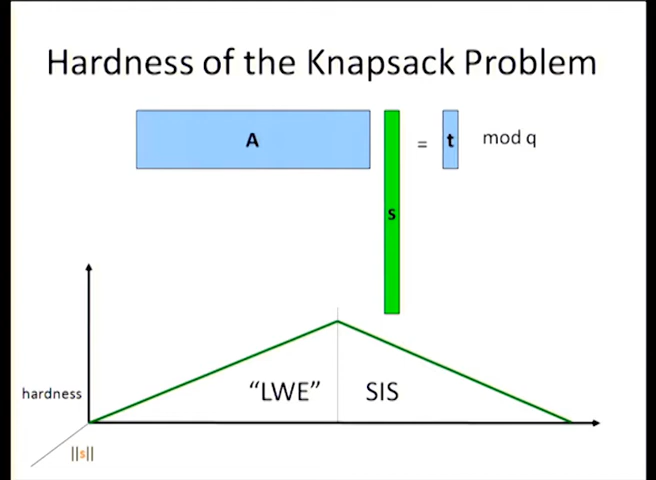 Hardness of the Knapsack Problem
A
s
= t mod q
hardness
"LWE" SIS
||s||